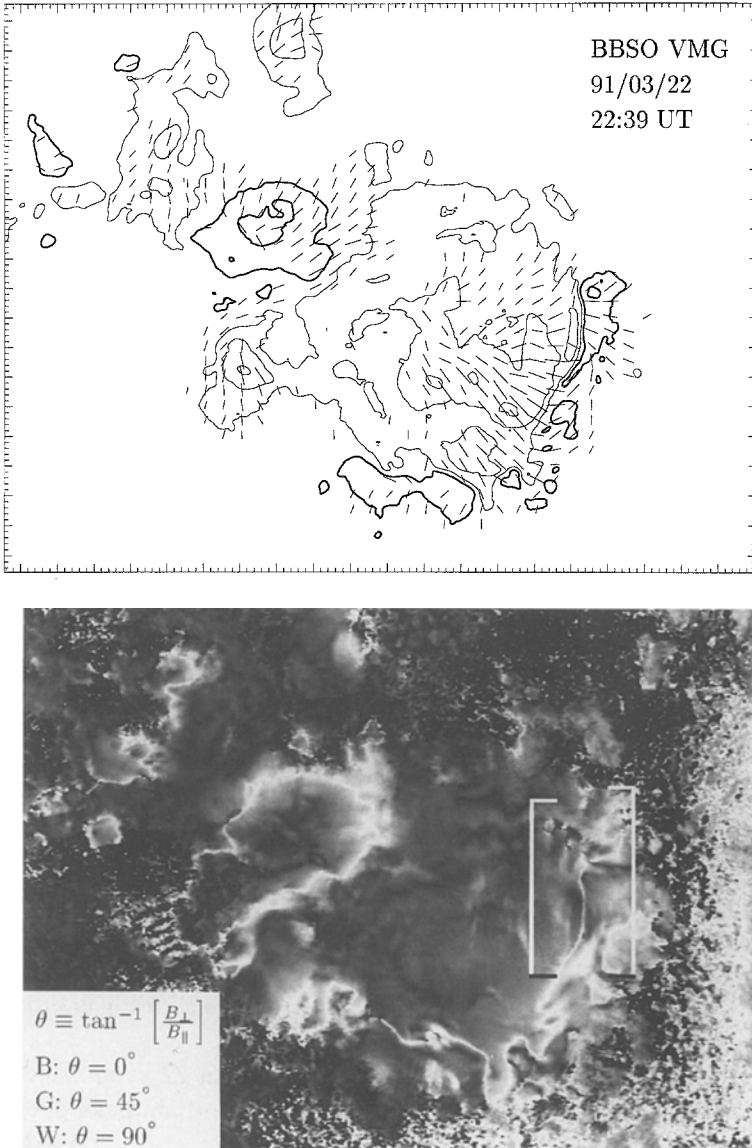 BBSO VMG
91/03/22
22:39 UT
θ ≡ tan⁻¹ [B⊥/B∥]
B: θ = 0°
G: θ = 45°
W: θ = 90°